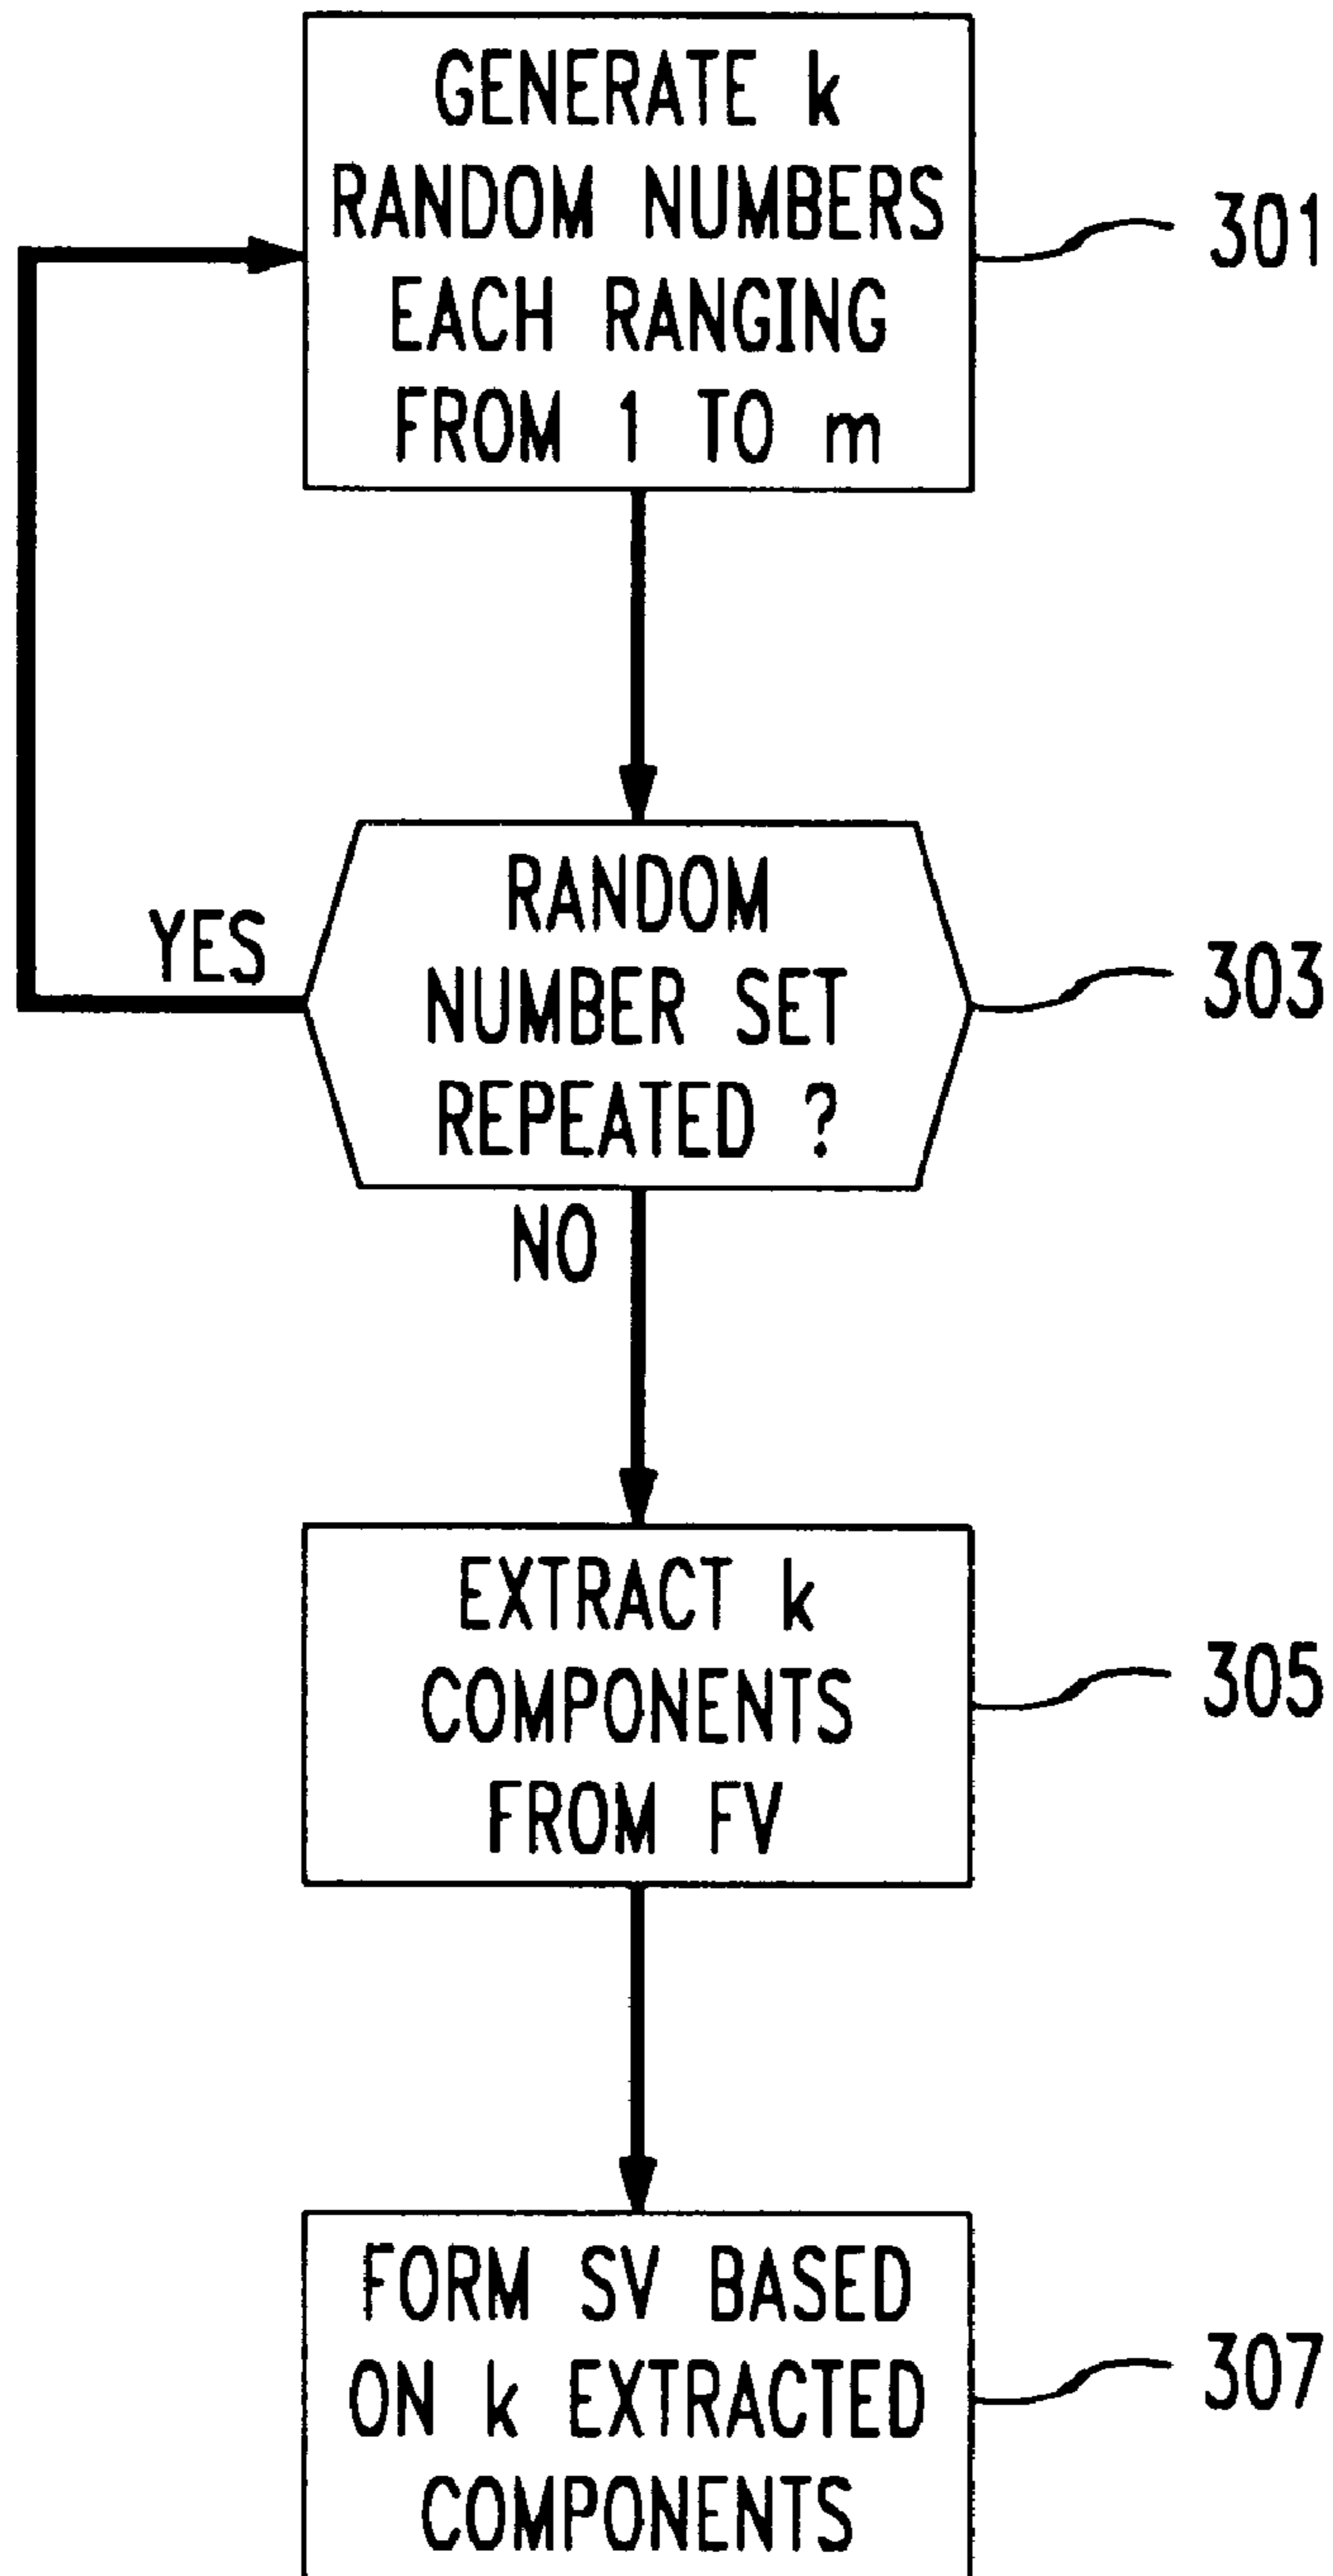 GENERATE k
RANDOM NUMBERS
EACH RANGING
FROM 1 TO m
301
RANDOM
NUMBER SET
REPEATED ?
303
YES
NO
EXTRACT k
COMPONENTS
FROM FV
305
FORM SV BASED
ON k EXTRACTED
COMPONENTS
307